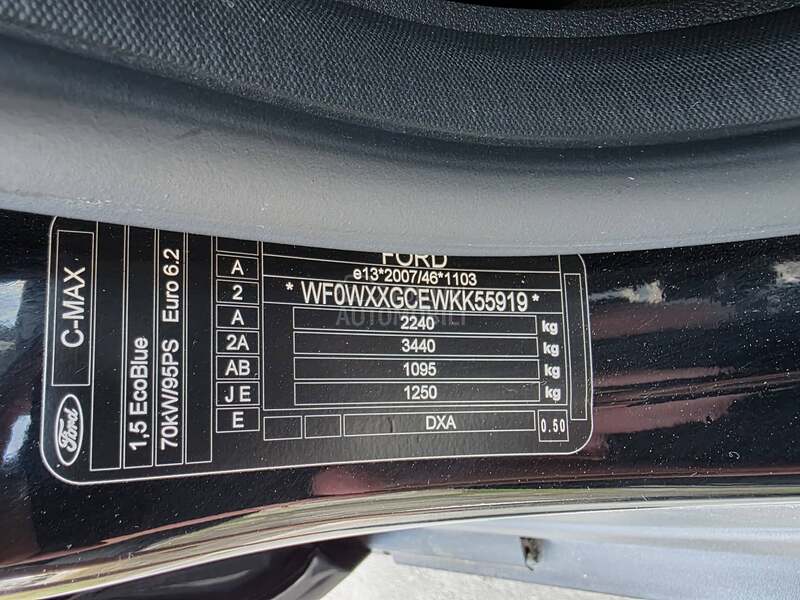 FORD
e13*2007/46*1103
* WF0WXXGCEWKK55919 *
2240 kg
3440 kg
1095 kg
1250 kg
DXA
0.50
A
2
A
2A
AB
J E
E
C-MAX
1,5 EcoBlue
70kW/95PS Euro 6.2
Ford
AUTOMOBILI